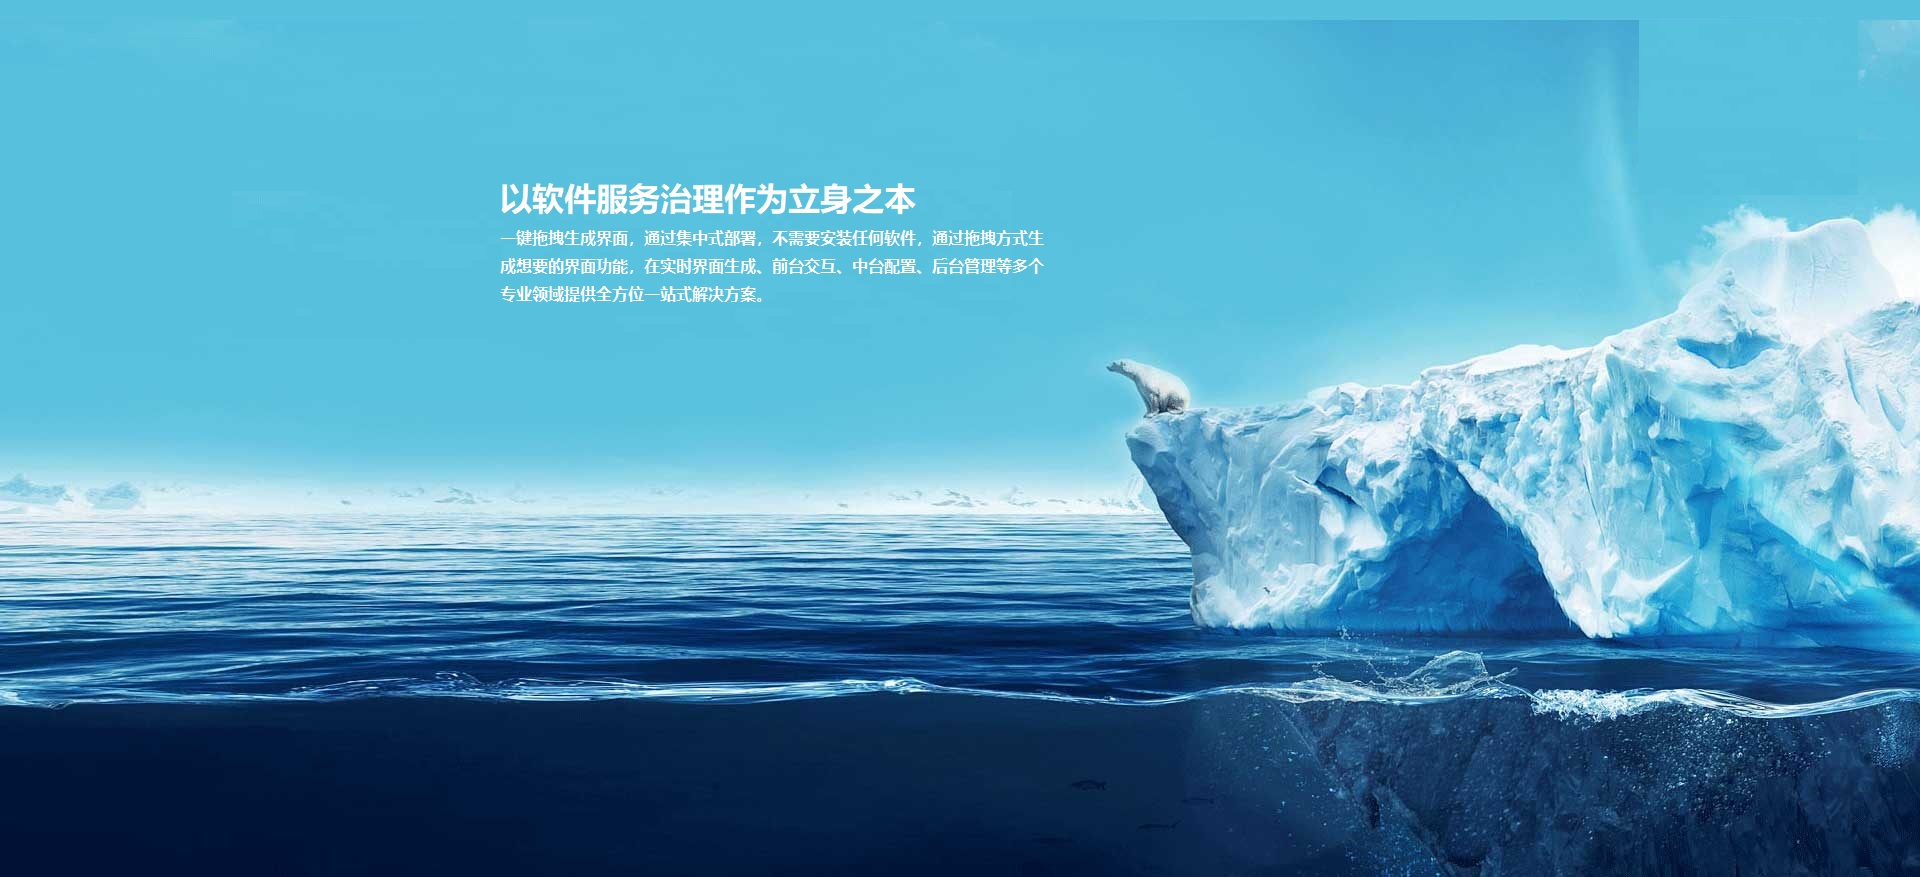 以软件服务治理作为立身之本
一键拖拽生成界面，通过集中式部署，不需要安装任何软件，通过拖拽方式生
成想要的界面功能，在实时界面生成、前台交互、中台配置、后台管理等多个
专业领域提供全方位一站式解决方案。